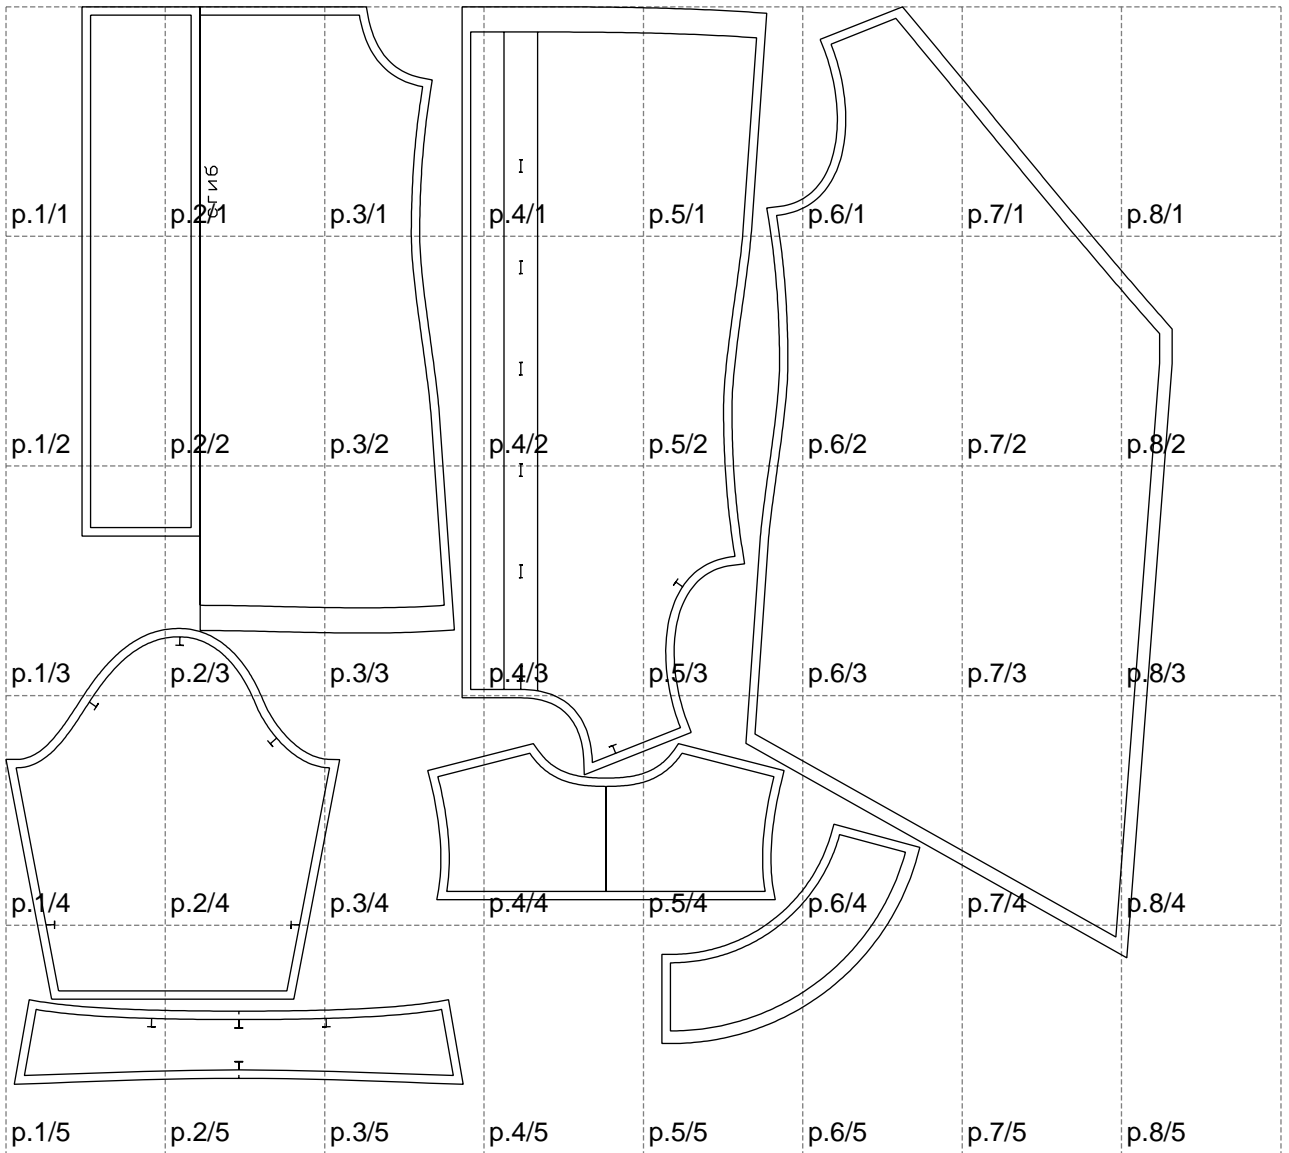 сгиб
p.1/1 p.2/1 p.3/1 p.4/1 p.5/1 p.6/1 p.7/1 p.8/1
p.1/2 p.2/2 p.3/2 p.4/2 p.5/2 p.6/2 p.7/2 p.8/2
p.1/3 p.2/3 p.3/3 p.4/3 p.5/3 p.6/3 p.7/3 p.8/3
p.1/4 p.2/4 p.3/4 p.4/4 p.5/4 p.6/4 p.7/4 p.8/4
p.1/5 p.2/5 p.3/5 p.4/5 p.5/5 p.6/5 p.7/5 p.8/5